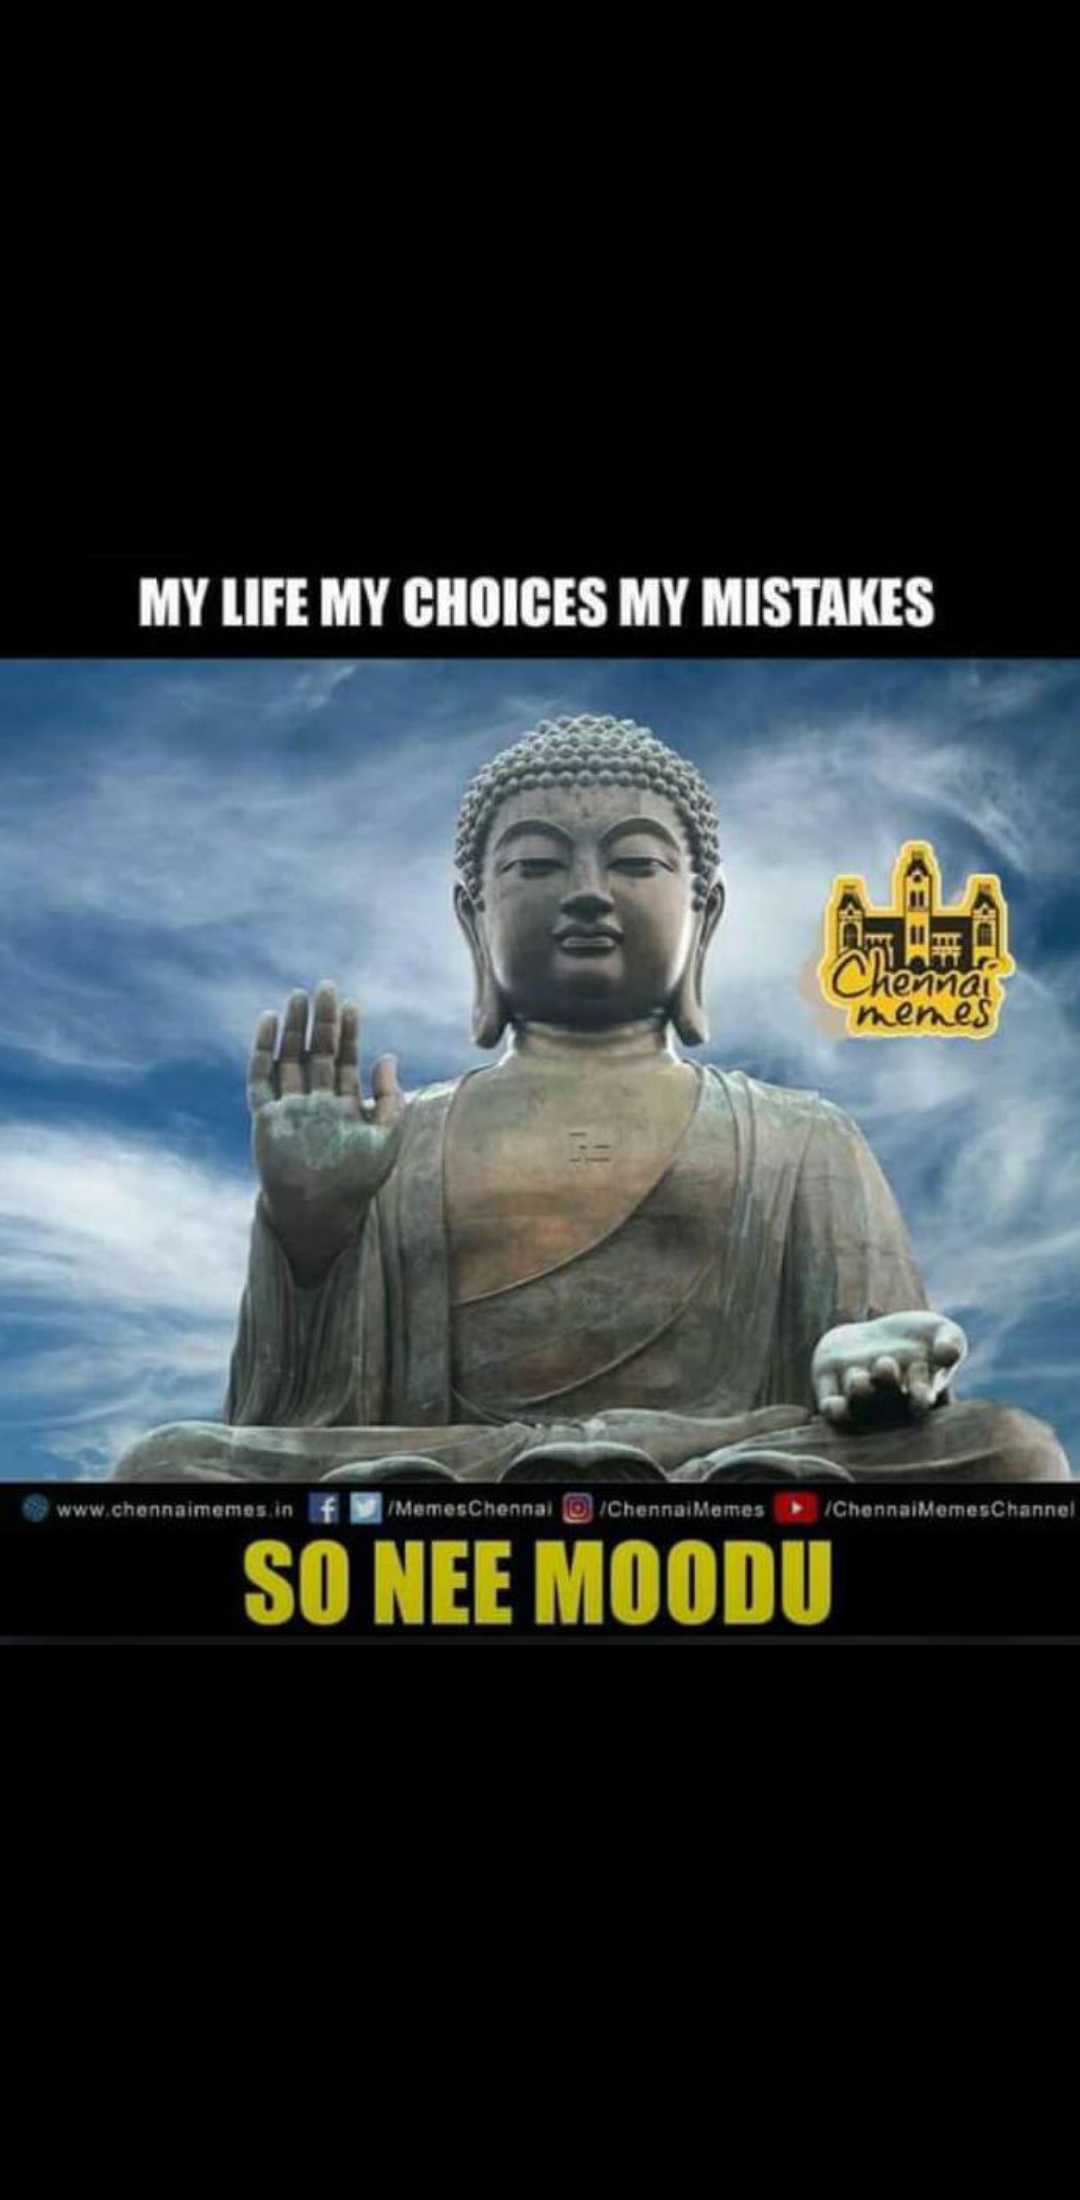 MY LIFE MY CHOICES MY MISTAKES
Chennai
memes
www.chennaimemes.in /MemesChennai /ChennaiMemes /ChennaiMemesChannel
SO NEE MOODU